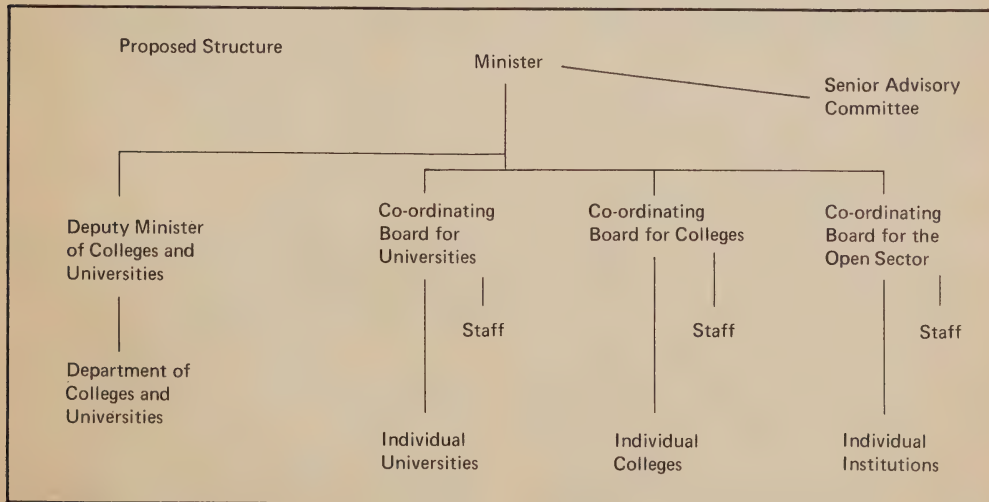 Proposed Structure
Minister
Senior Advisory
Committee
Deputy Minister
of Colleges and
Universities
Co-ordinating
Board for
Universities
Co-ordinating
Board for Colleges
Co-ordinating
Board for the
Open Sector
Staff
Staff
Staff
Department of
Colleges and
Universities
Individual
Universities
Individual
Colleges
Individual
Institutions